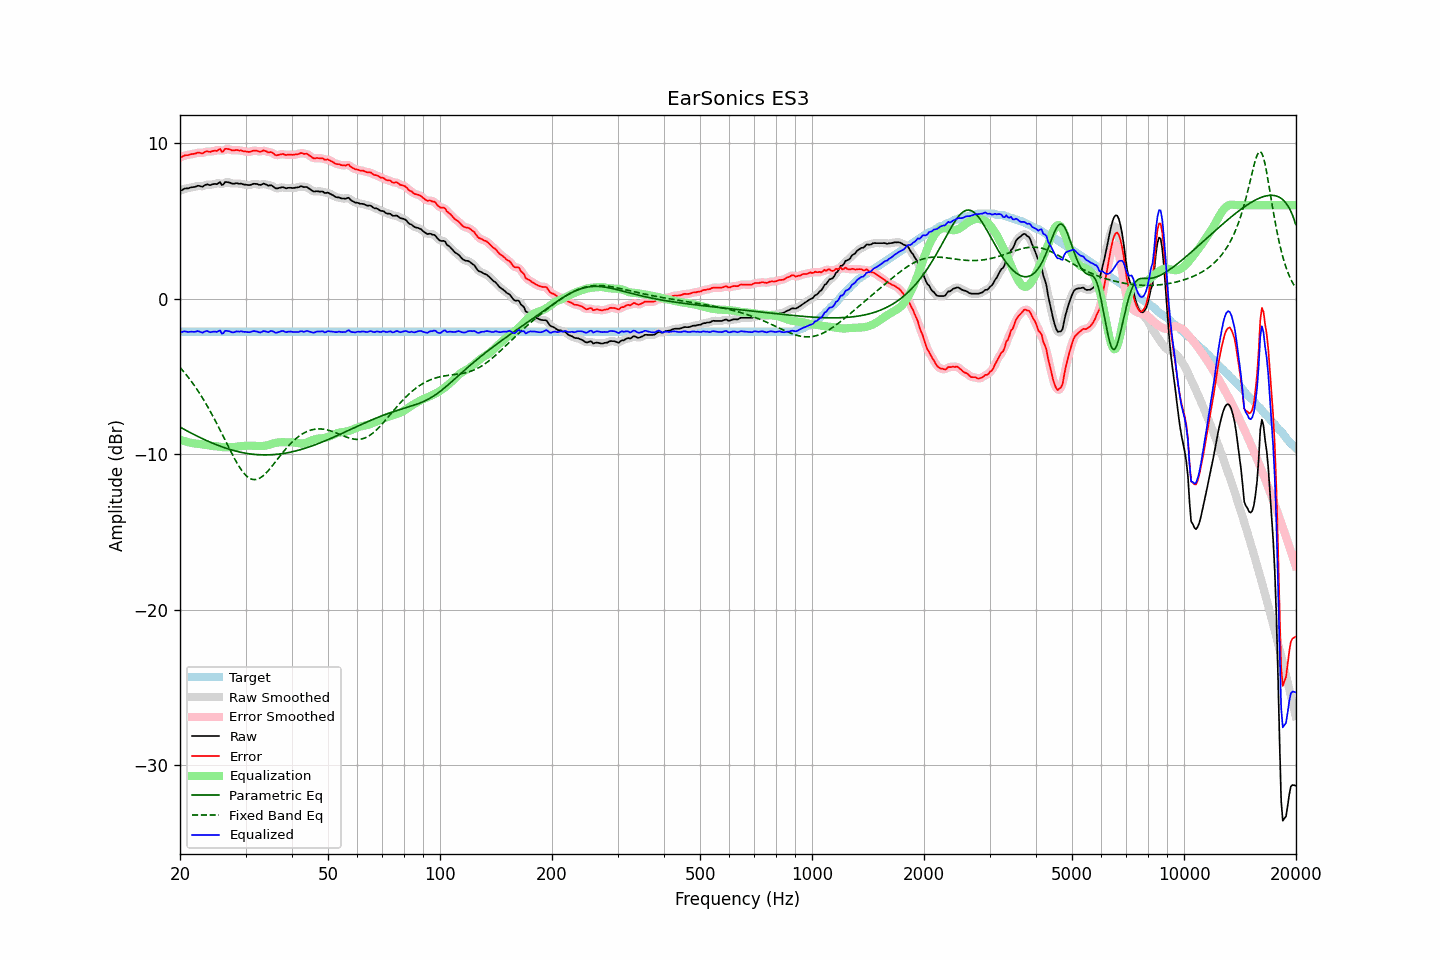 EarSonics ES3
Amplitude (dBr)
10
0
−10
−20
−30
Target
Raw Smoothed
Error Smoothed
Raw
Error
Equalization
Parametric Eq
Fixed Band Eq
Equalized
20 50 100 200 500 1000 2000 5000 10000 20000
Frequency (Hz)